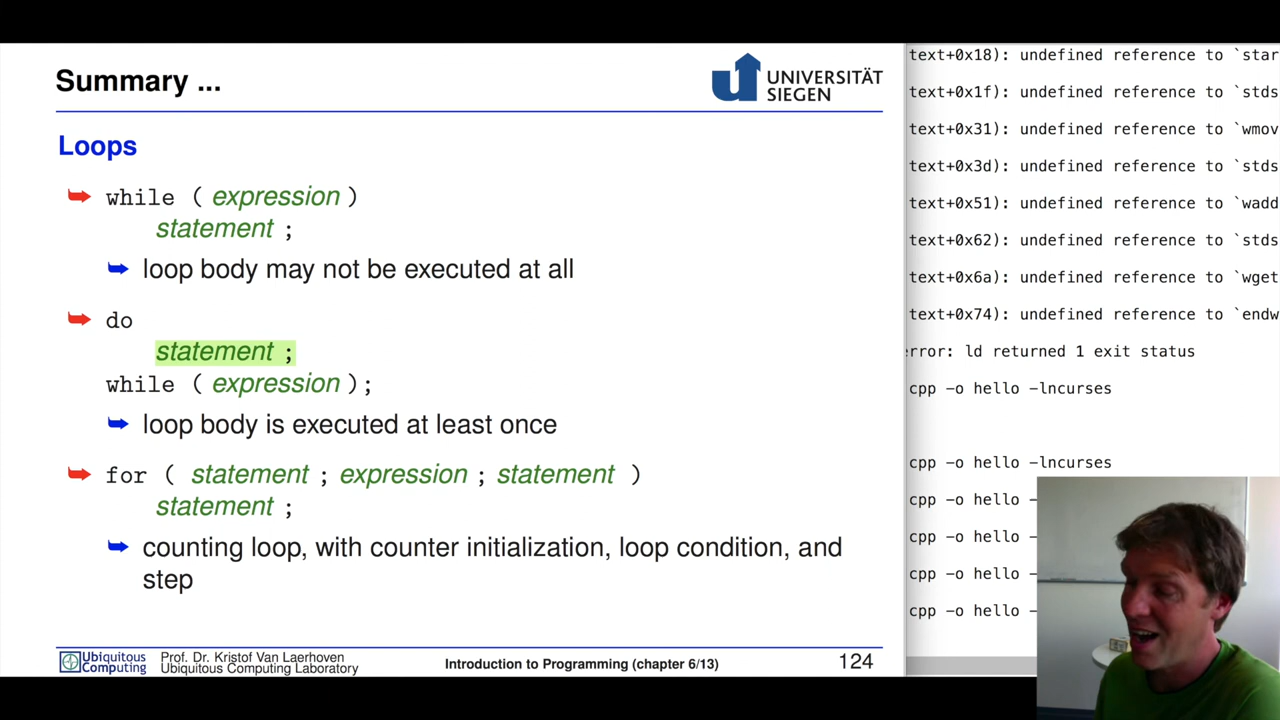 Summary ...
UNIVERSITÄT
SIEGEN
Loops
while ( expression )
statement ;
loop body may not be executed at all
do
statement ;
while ( expression );
loop body is executed at least once
for ( statement ; expression ; statement )
statement ;
counting loop, with counter initialization, loop condition, and
step
Ubiquitous
Computing
Prof. Dr. Kristof Van Laerhoven
Ubiquitous Computing Laboratory
Introduction to Programming (chapter 6/13)
124
text+0x18): undefined reference to `star
text+0x1f): undefined reference to `stds
text+0x31): undefined reference to `wmov
text+0x3d): undefined reference to `stds
text+0x51): undefined reference to `wadd
text+0x62): undefined reference to `stds
text+0x6a): undefined reference to `wget
text+0x74): undefined reference to `endw
error: ld returned 1 exit status
cpp -o hello -lncurses
cpp -o hello -lncurses
cpp -o hello -
cpp -o hello -
cpp -o hello -
cpp -o hello -